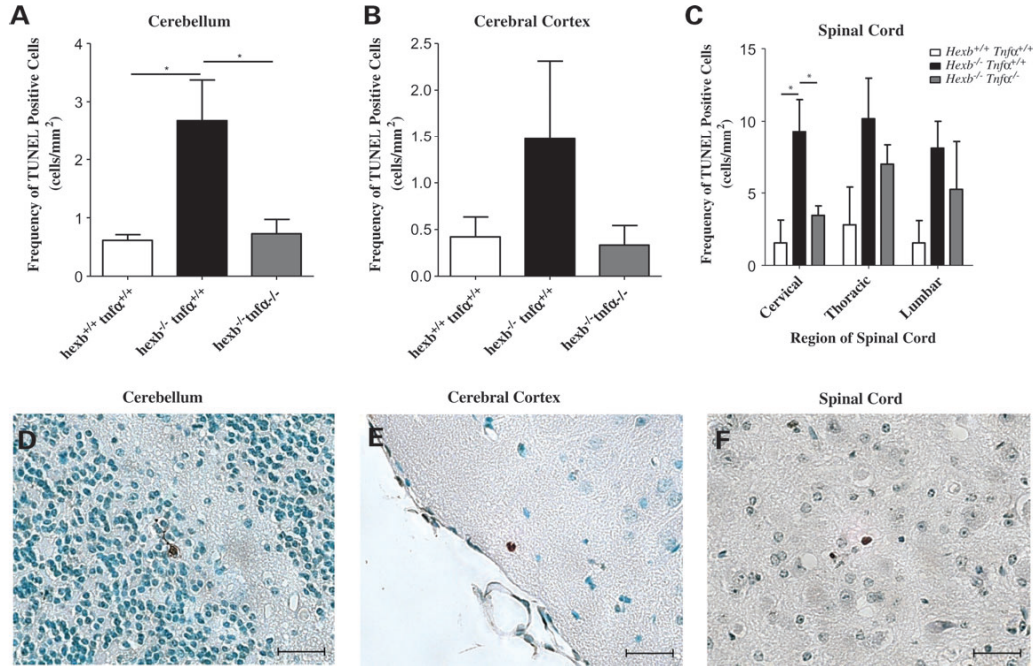 A
Cerebellum
Frequency of TUNEL Positive Cells
(cells/mm²)
4
3
2
1
0
*
*
hexb⁺/⁺ tnfα⁺/⁺
hexb⁻/⁻ tnfα⁺/⁺
hexb⁻/⁻tnfα-/-
B
Cerebral Cortex
Frequency of TUNEL Positive Cells
(cells/mm²)
2.5
2.0
1.5
1.0
0.5
0.0
hexb⁺/⁺ tnfα⁺/⁺
hexb⁻/⁻ tnfα⁺/⁺
hexb⁻/⁻tnfα-/-
C
Spinal Cord
Hexb⁺/⁺ Tnfα⁺/⁺
Hexb⁻/⁻ Tnfα⁺/⁺
Hexb⁻/⁻ Tnfα⁻/⁻
Frequency of TUNEL Positive Cells
(cells/mm²)
15
10
5
0
*
*
Cervical
Thoracic
Lumbar
Region of Spinal Cord
Cerebellum
D
Cerebral Cortex
E
Spinal Cord
F